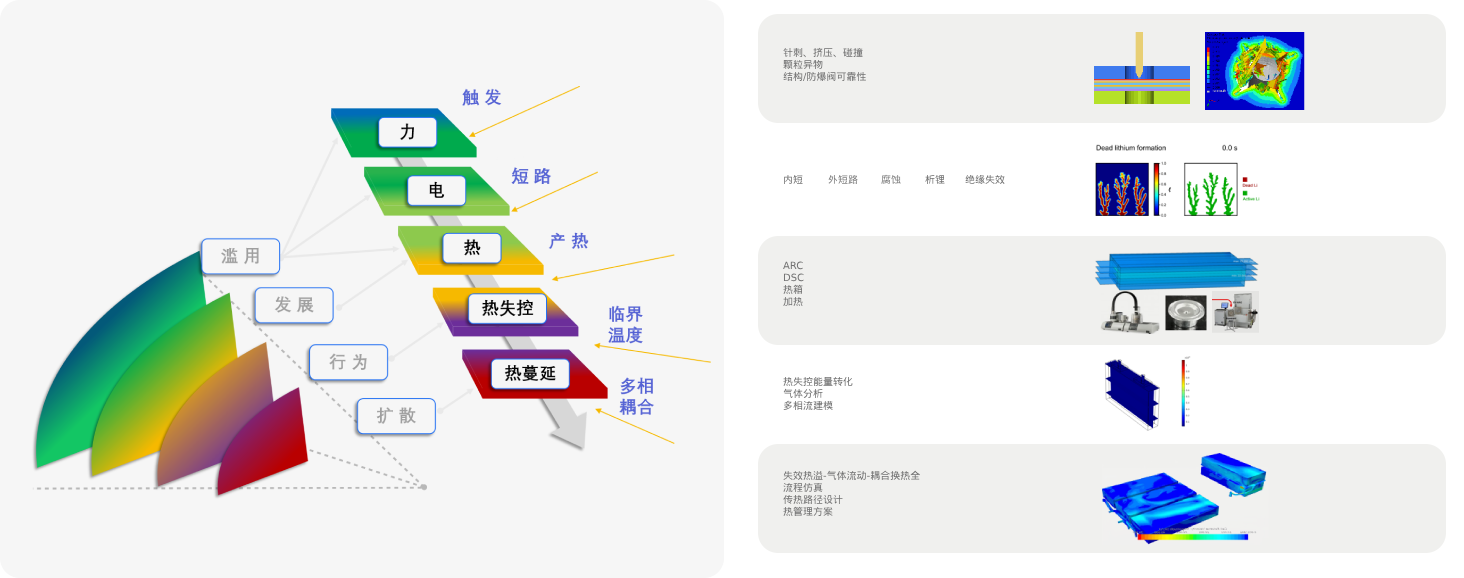 触 发
力
短 路
电
产 热
热
滥 用
发 展
热失控
临界
温度
行 为
热蔓延
多相
耦合
扩 散
针刺、挤压、碰撞
颗粒异物
结构/防爆阀可靠性
Dead lithium formation 0.0 s
内短 外短路 腐蚀 析锂 绝缘失效
Dead Li
Active Li
ARC
DSC
热箱
加热
热失控能量转化
气体分析
多相流建模
失效热溢-气体流动-耦合换热全
流程仿真
传热路径设计
热管理方案